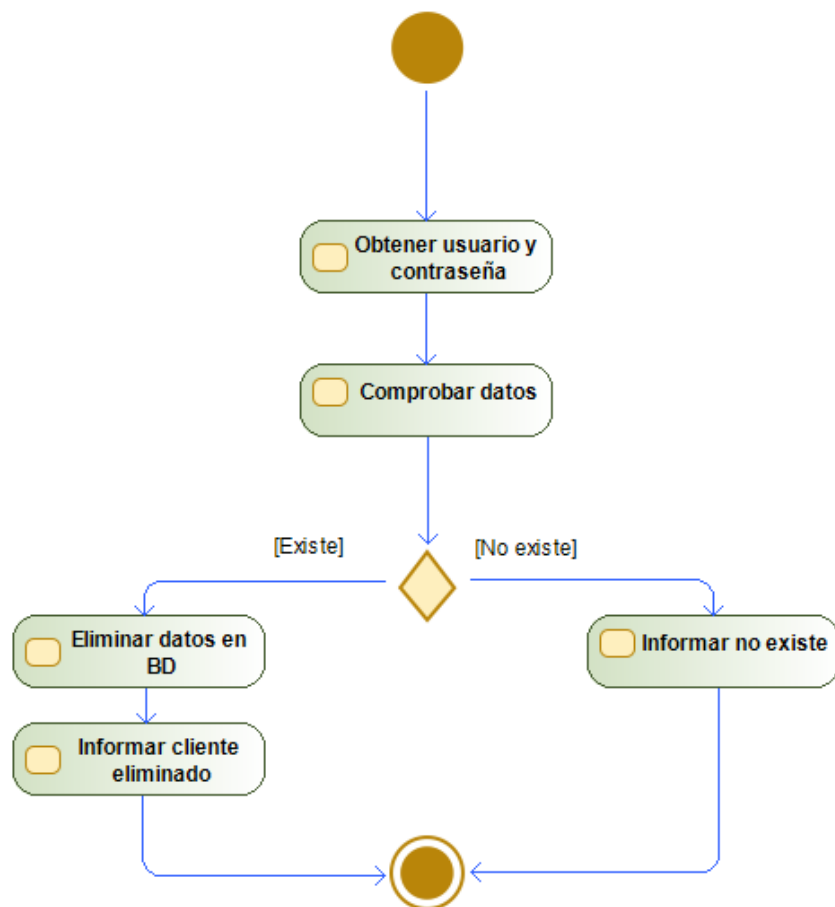 Obtener usuario y
contraseña
Comprobar datos
[Existe]
[No existe]
Eliminar datos en
BD
Informar no existe
Informar cliente
eliminado